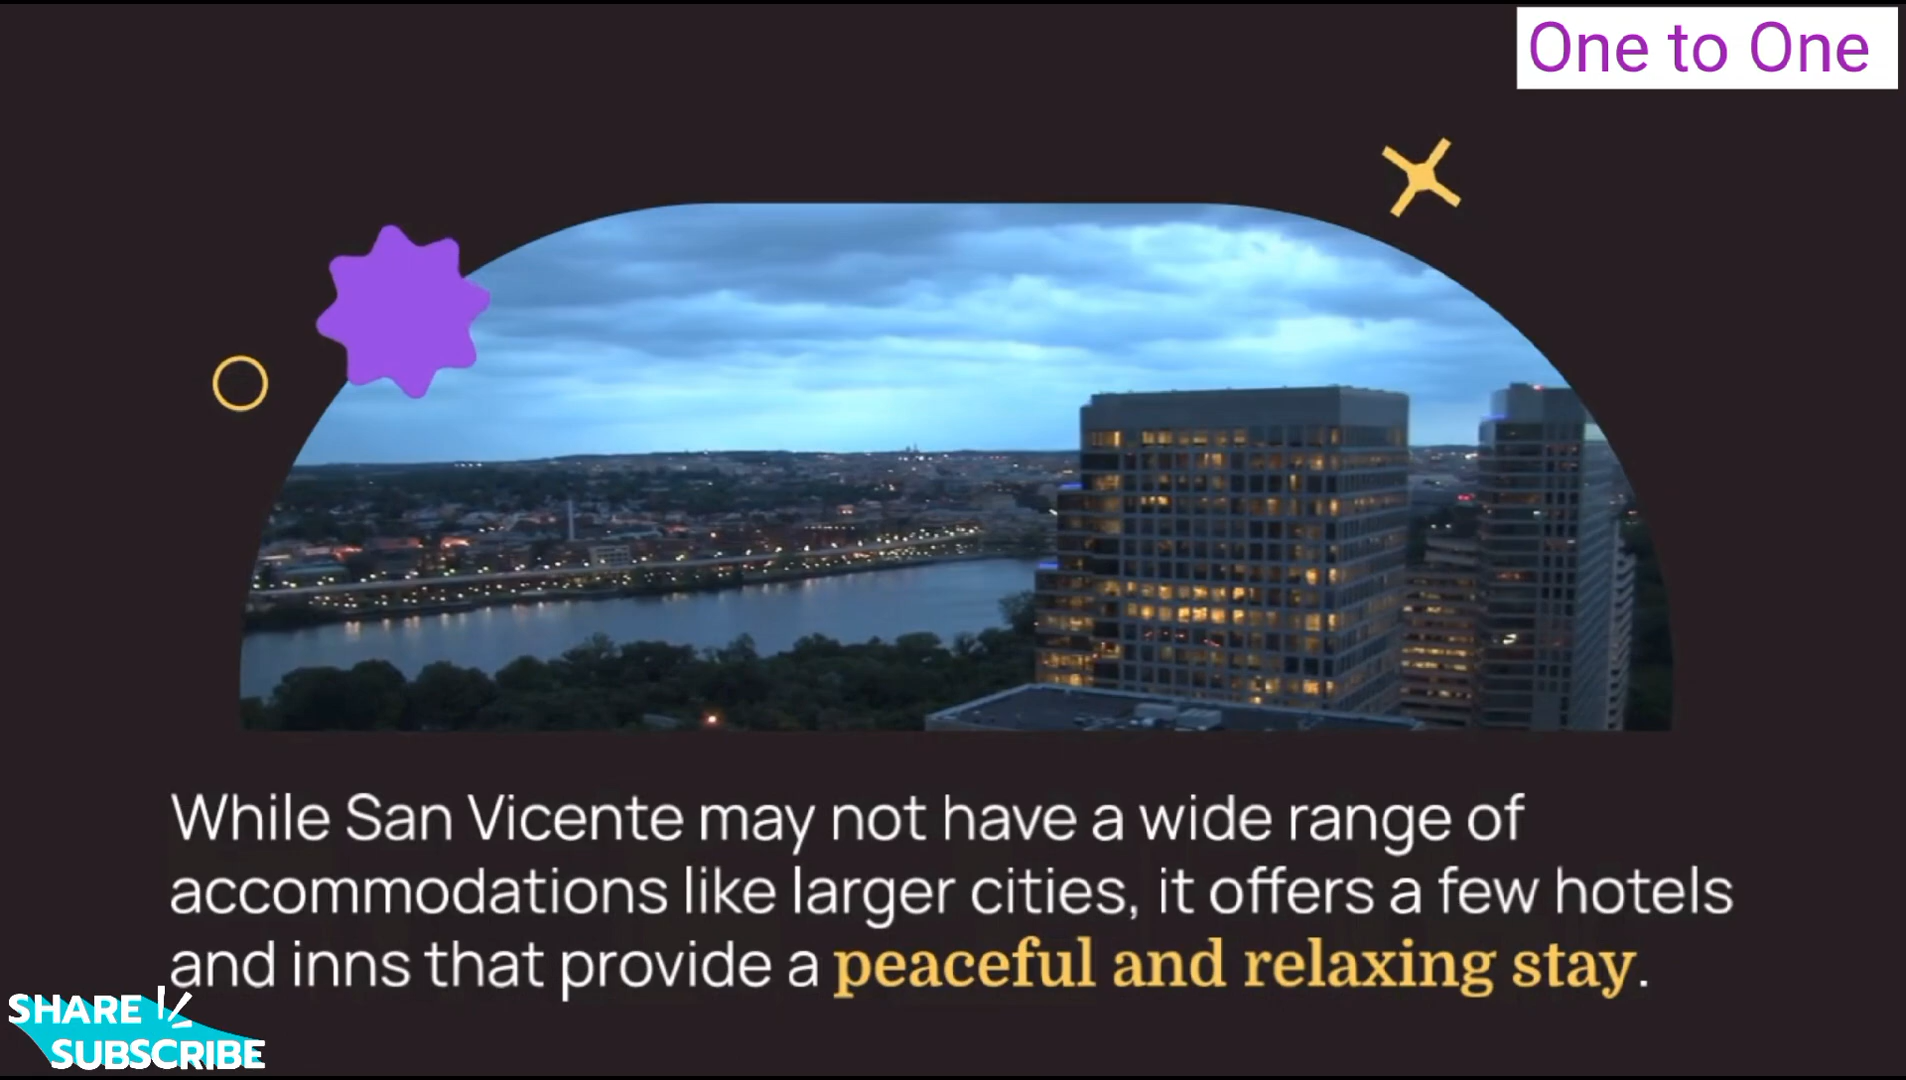 One to One
While San Vicente may not have a wide range of
accommodations like larger cities, it offers a few hotels
and inns that provide a peaceful and relaxing stay.
SHARE
SUBSCRIBE